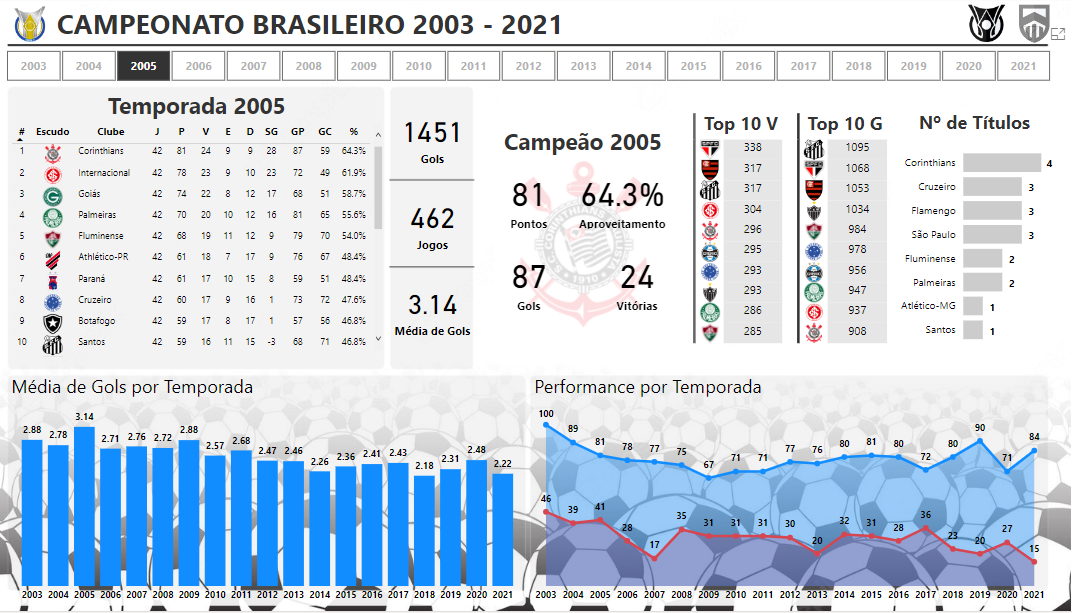 CAMPEONATO BRASILEIRO 2003 - 2021
2003 2004 2005 2006 2007 2008 2009 2010 2011 2012 2013 2014 2015 2016 2017 2018 2019 2020 2021
Temporada 2005
# Escudo Clube J P V E D SG GP GC %
1 Corinthians 42 81 24 9 9 28 87 59 64.3%
2 Internacional 42 78 23 9 10 23 72 49 61.9%
3 Goiás 42 74 22 8 12 17 68 51 58.7%
4 Palmeiras 42 70 20 10 12 16 81 65 55.6%
5 Fluminense 42 68 19 11 12 9 79 70 54.0%
6 Athlético-PR 42 61 18 7 17 9 76 67 48.4%
7 Paraná 42 61 17 10 15 8 59 51 48.4%
8 Cruzeiro 42 60 17 9 16 1 73 72 47.6%
9 Botafogo 42 59 17 8 17 1 57 56 46.8%
10 Santos 42 59 16 11 15 -3 68 71 46.8%
1451
Gols
462
Jogos
3.14
Média de Gols
Campeão 2005
81 64.3%
Pontos Aproveitamento
87 24
Gols Vitórias
Top 10 V
338
317
317
304
296
295
293
293
286
285
Top 10 G
1095
1068
1053
1034
984
978
956
947
937
908
Nº de Títulos
Corinthians 4
Cruzeiro 3
Flamengo 3
São Paulo 3
Fluminense 2
Palmeiras 2
Atlético-MG 1
Santos 1
Média de Gols por Temporada
2.88 2.78 3.14 2.71 2.76 2.72 2.88 2.57 2.68 2.47 2.46 2.26 2.36 2.41 2.43 2.18 2.31 2.48 2.22
2003 2004 2005 2006 2007 2008 2009 2010 2011 2012 2013 2014 2015 2016 2017 2018 2019 2020 2021
Performance por Temporada
100 89 81 78 77 75 67 71 71 77 76 80 81 80 72 80 90 71 84
46 39 41 28 17 35 31 31 31 30 20 32 31 28 36 23 20 27 15
2003 2004 2005 2006 2007 2008 2009 2010 2011 2012 2013 2014 2015 2016 2017 2018 2019 2020 2021